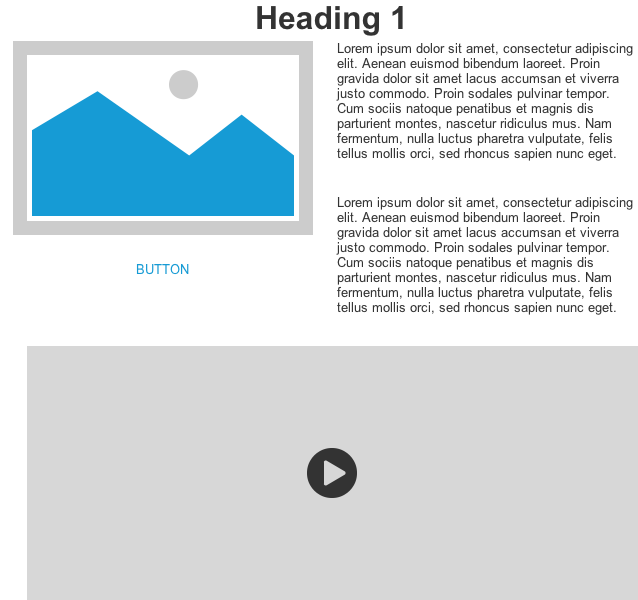 Heading 1
Lorem ipsum dolor sit amet, consectetur adipiscing
elit. Aenean euismod bibendum laoreet. Proin
gravida dolor sit amet lacus accumsan et viverra
justo commodo. Proin sodales pulvinar tempor.
Cum sociis natoque penatibus et magnis dis
parturient montes, nascetur ridiculus mus. Nam
fermentum, nulla luctus pharetra vulputate, felis
tellus mollis orci, sed rhoncus sapien nunc eget.
Lorem ipsum dolor sit amet, consectetur adipiscing
elit. Aenean euismod bibendum laoreet. Proin
gravida dolor sit amet lacus accumsan et viverra
justo commodo. Proin sodales pulvinar tempor.
Cum sociis natoque penatibus et magnis dis
parturient montes, nascetur ridiculus mus. Nam
fermentum, nulla luctus pharetra vulputate, felis
tellus mollis orci, sed rhoncus sapien nunc eget.
BUTTON